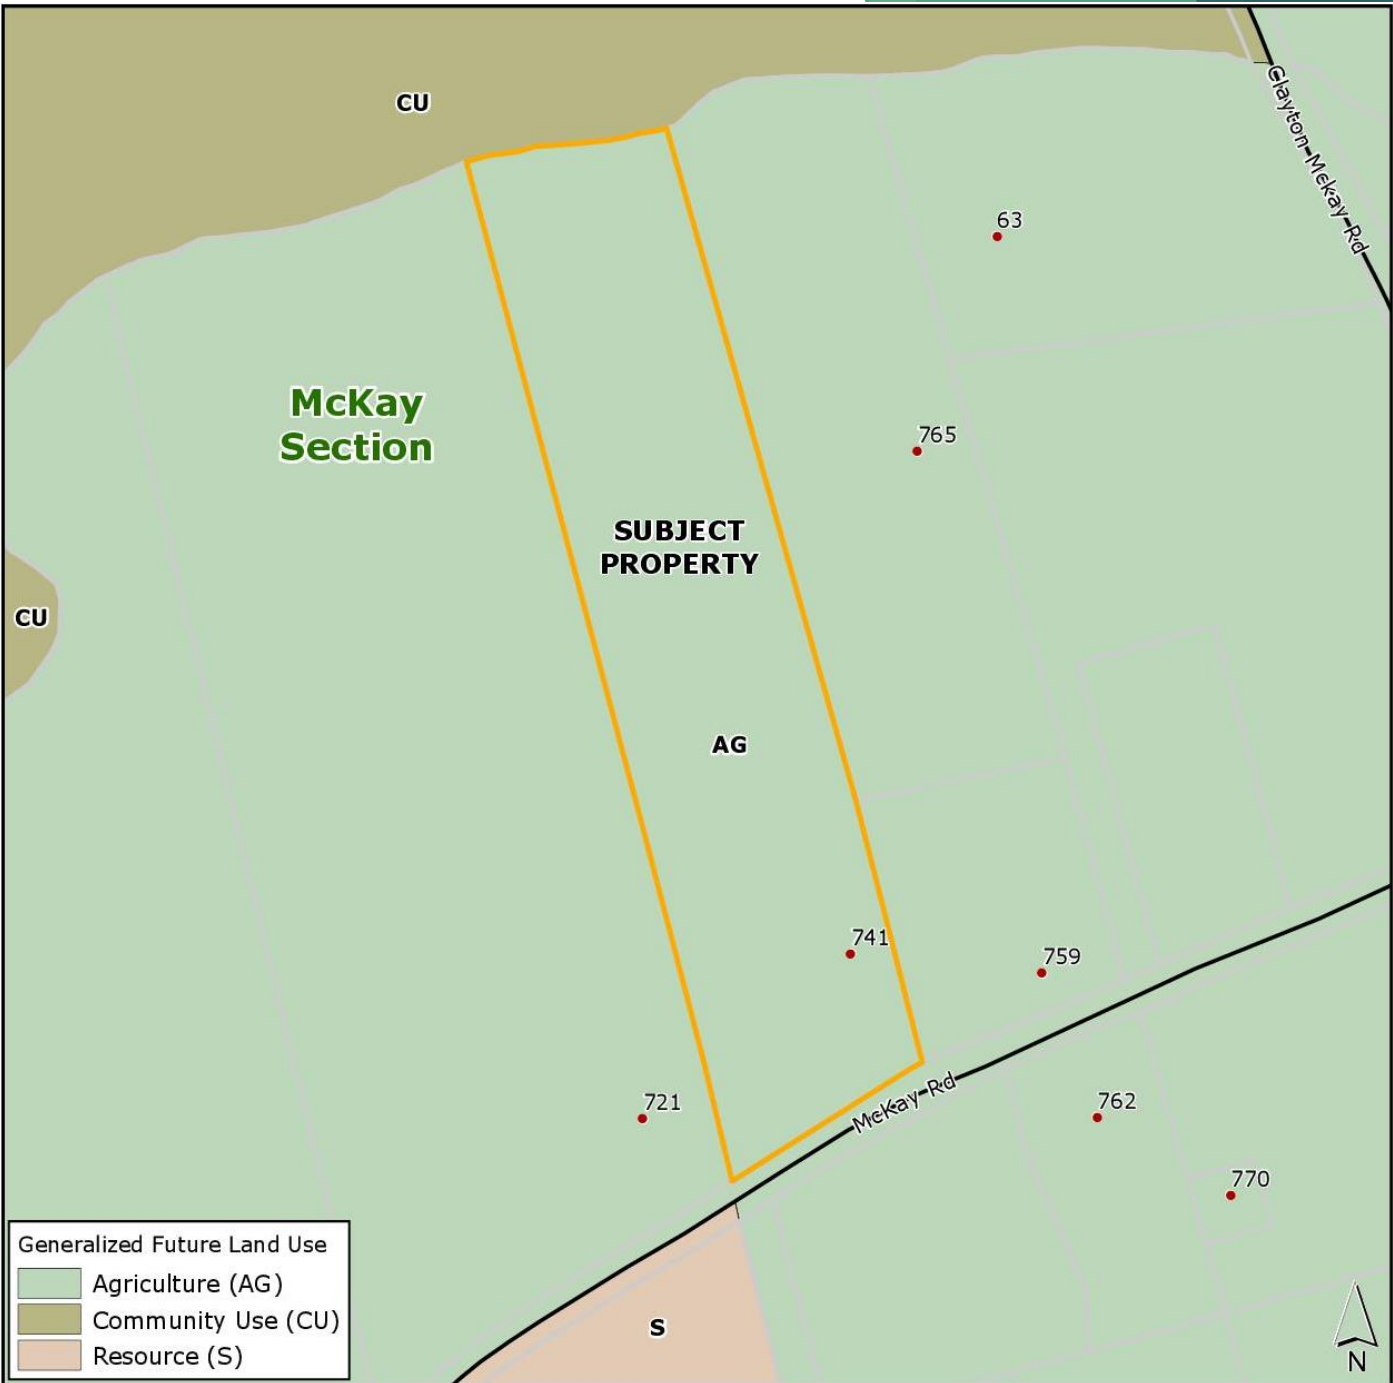 CU
Clayton Mckay Rd
63
McKay
Section
765
SUBJECT
PROPERTY
CU
AG
741
759
McKay Rd
721
762
770
S
Generalized Future Land Use
Agriculture (AG)
Community Use (CU)
Resource (S)
N